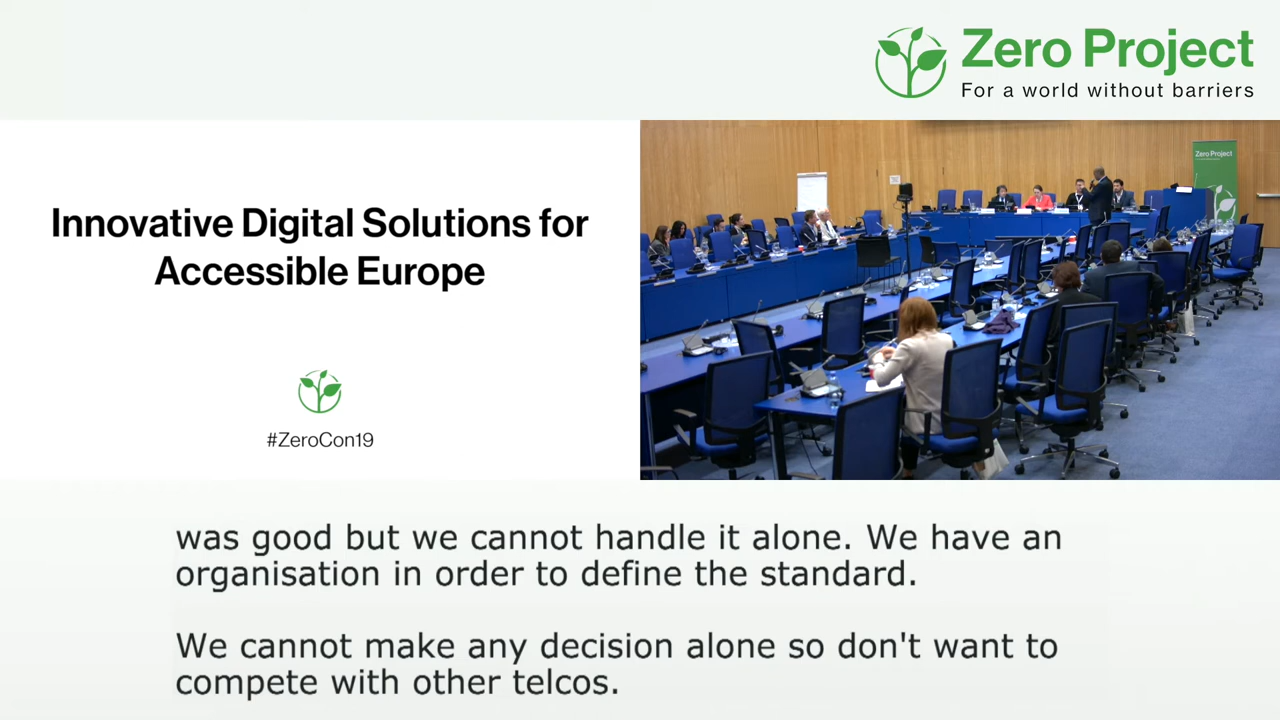 Zero Project
For a world without barriers
Innovative Digital Solutions for
Accessible Europe
#ZeroCon19
Zero Project
was good but we cannot handle it alone. We have an
organisation in order to define the standard.
We cannot make any decision alone so don't want to
compete with other telcos.